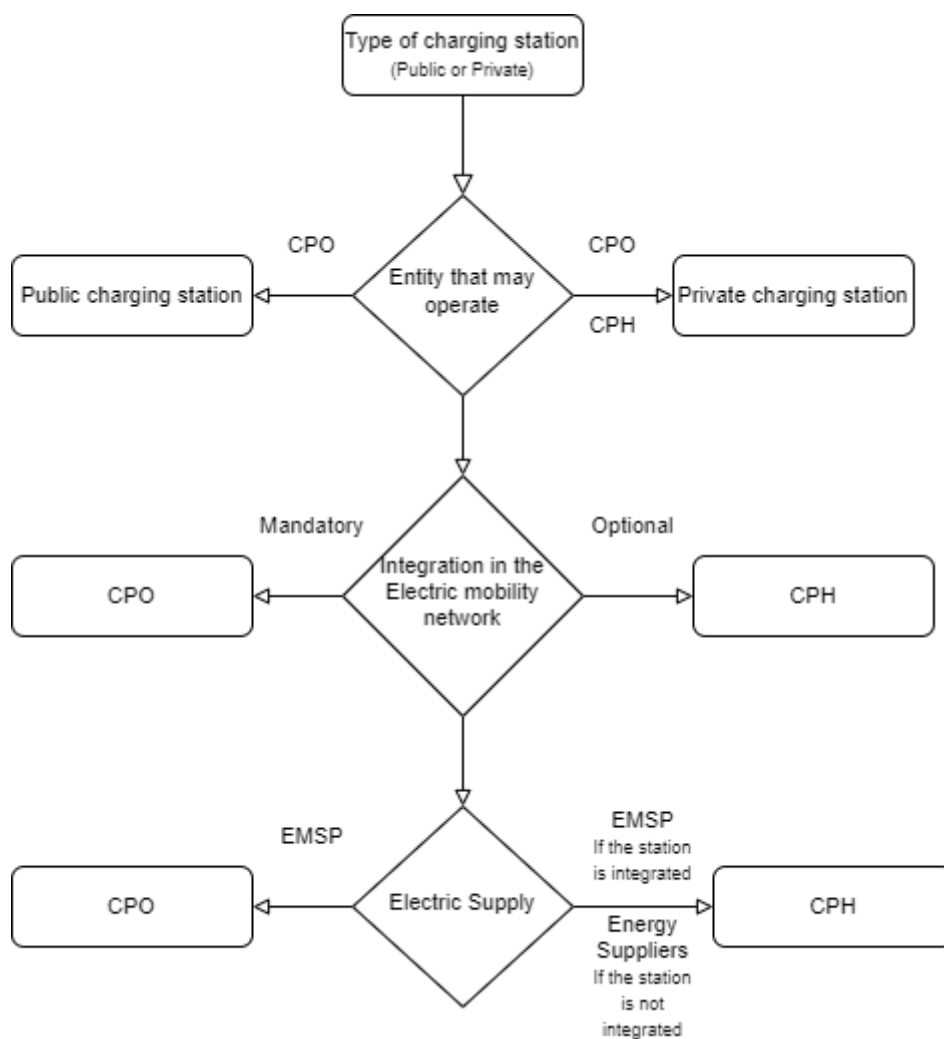 Type of charging station
(Public or Private)
CPO
CPO
Public charging station
Entity that may
operate
Private charging station
CPH
Mandatory
Optional
CPO
Integration in the
Electric mobility
network
CPH
EMSP
EMSP
If the station
is integrated
CPO
Electric Supply
CPH
Energy
Suppliers
If the station
is not
integrated